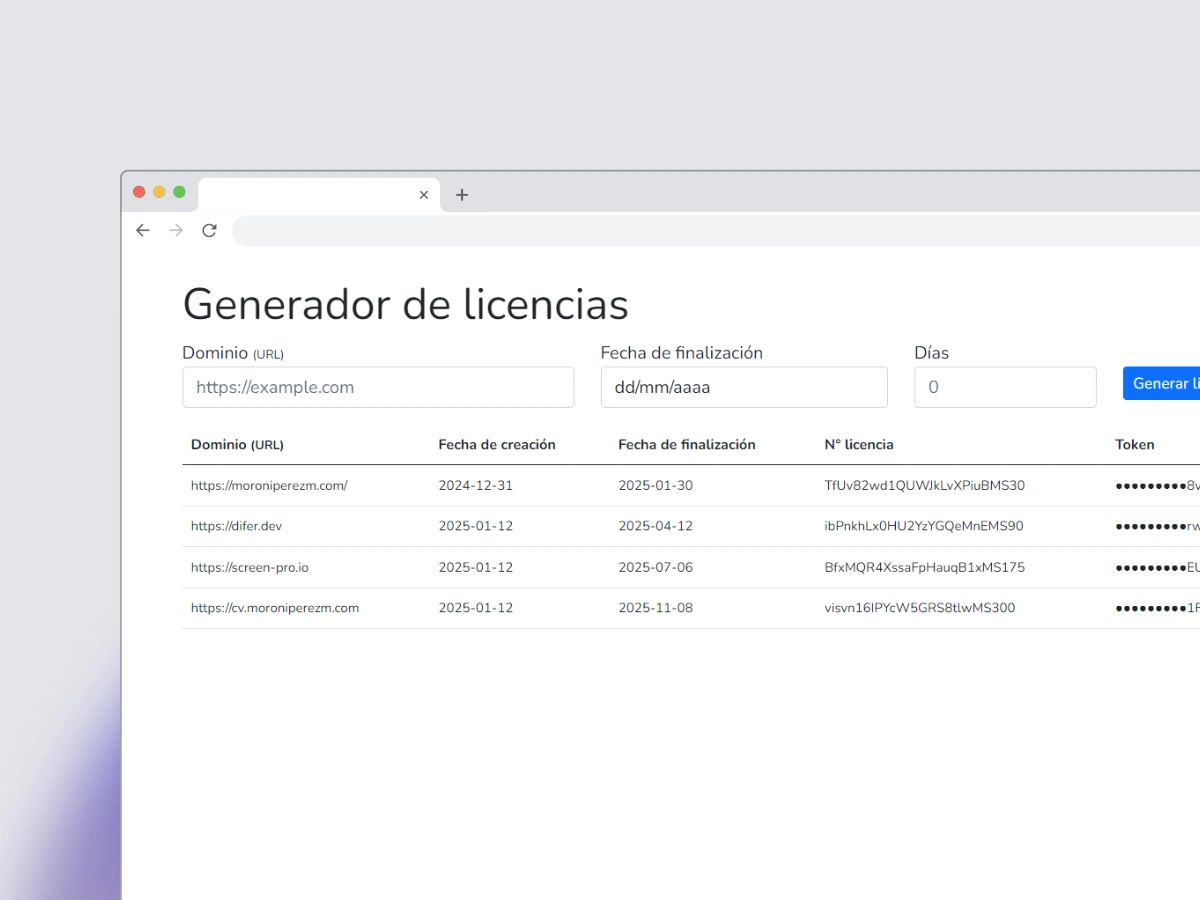 Generador de licencias
Dominio (URL) Fecha de finalización Días
https://example.com dd/mm/aaaa 0 Generar li
Dominio (URL) Fecha de creación Fecha de finalización N° licencia Token
https://moroniperezm.com/ 2024-12-31 2025-01-30 TfUv82wd1QUWJkLvXPiuBMS30 ●●●●●●●●●8v
https://difer.dev 2025-01-12 2025-04-12 ibPnkhLx0HU2YzYGQeMnEMS90 ●●●●●●●●●rw
https://screen-pro.io 2025-01-12 2025-07-06 BfxMQR4XssaFpHauqB1xMS175 ●●●●●●●●●EU
https://cv.moroniperezm.com 2025-01-12 2025-11-08 visvn16IPYcW5GRS8tlwMS300 ●●●●●●●●●1F